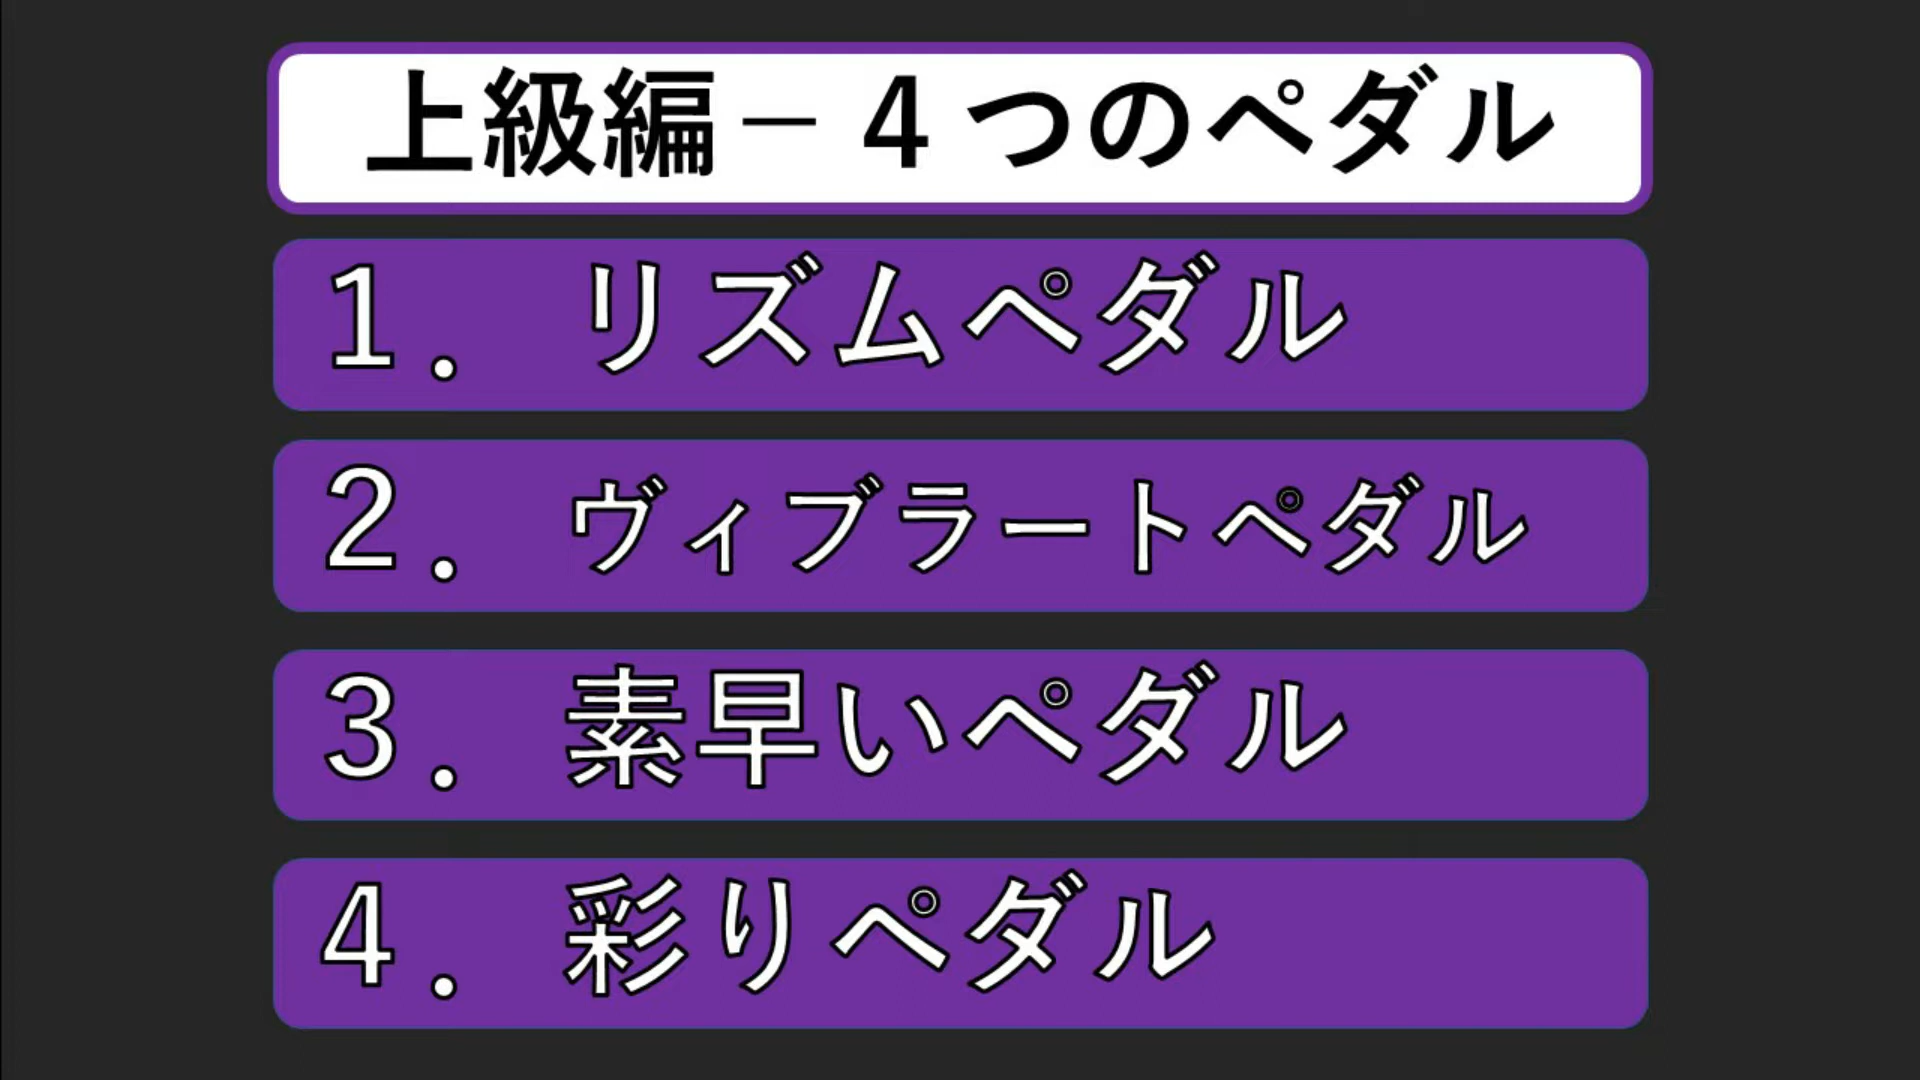 上級編－４つのペダル
１．リズムペダル
２．ヴィブラートペダル
３．素早いペダル
４．彩りペダル